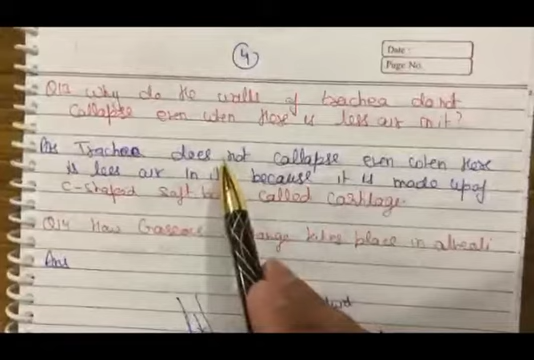 4
Date :
Page No.
Q13 Why do the walls of trachea do not
Collapse even when there is less air in it?
Ans Trachea does not collapse even when there
is less air in it because it is made up of
C-shaped soft called cartilage.
Q14 How Gaseous takes place in alveoli
Ans